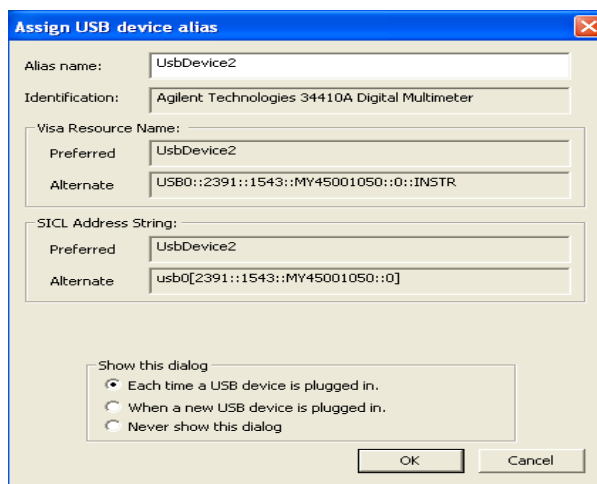 Assign USB device alias
Alias name: UsbDevice2
Identification: Agilent Technologies 34410A Digital Multimeter
Visa Resource Name:
Preferred UsbDevice2
Alternate USB0::2391::1543::MY45001050::0::INSTR
SICL Address String:
Preferred UsbDevice2
Alternate usb0[2391::1543::MY45001050::0]
Show this dialog
Each time a USB device is plugged in.
When a new USB device is plugged in.
Never show this dialog
OK Cancel